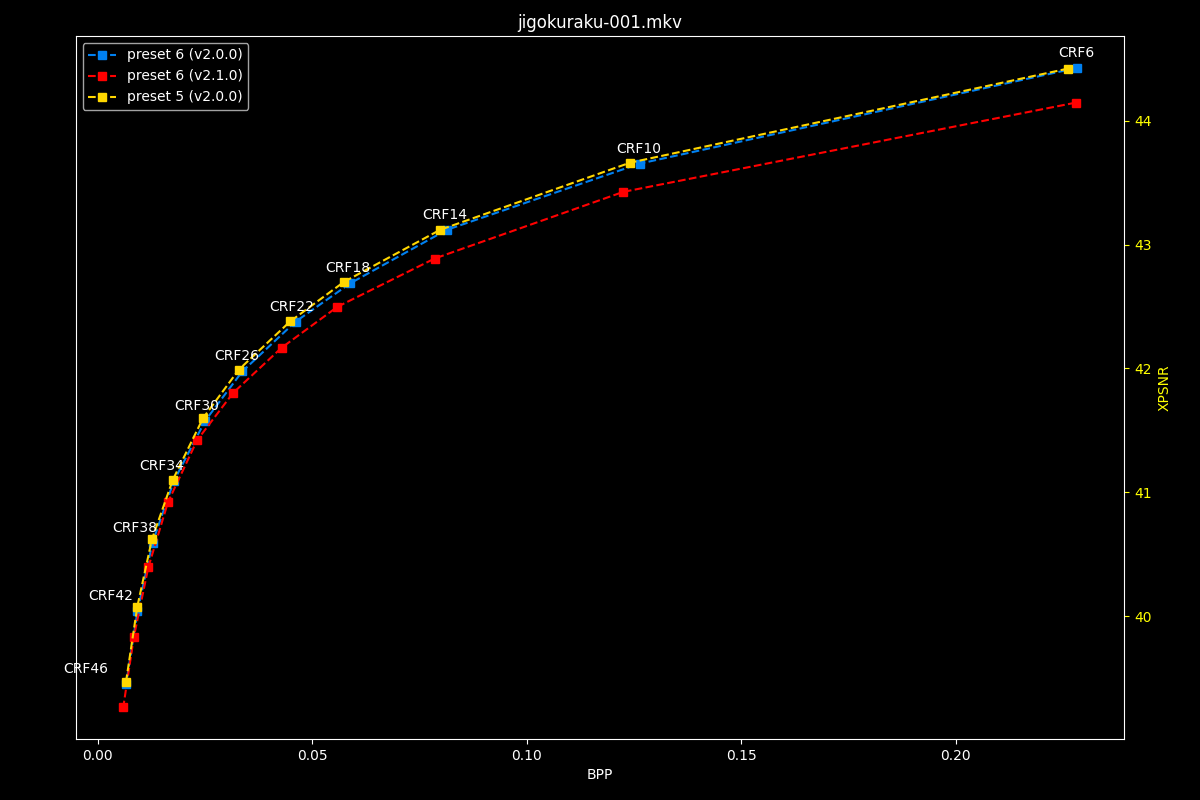 jigokuraku-001.mkv
preset 6 (v2.0.0)
preset 6 (v2.1.0)
preset 5 (v2.0.0)
CRF6
CRF10
CRF14
CRF18
CRF22
CRF26
CRF30
CRF34
CRF38
CRF42
CRF46
44
43
42
41
40
XPSNR
0.00 0.05 0.10 0.15 0.20
BPP